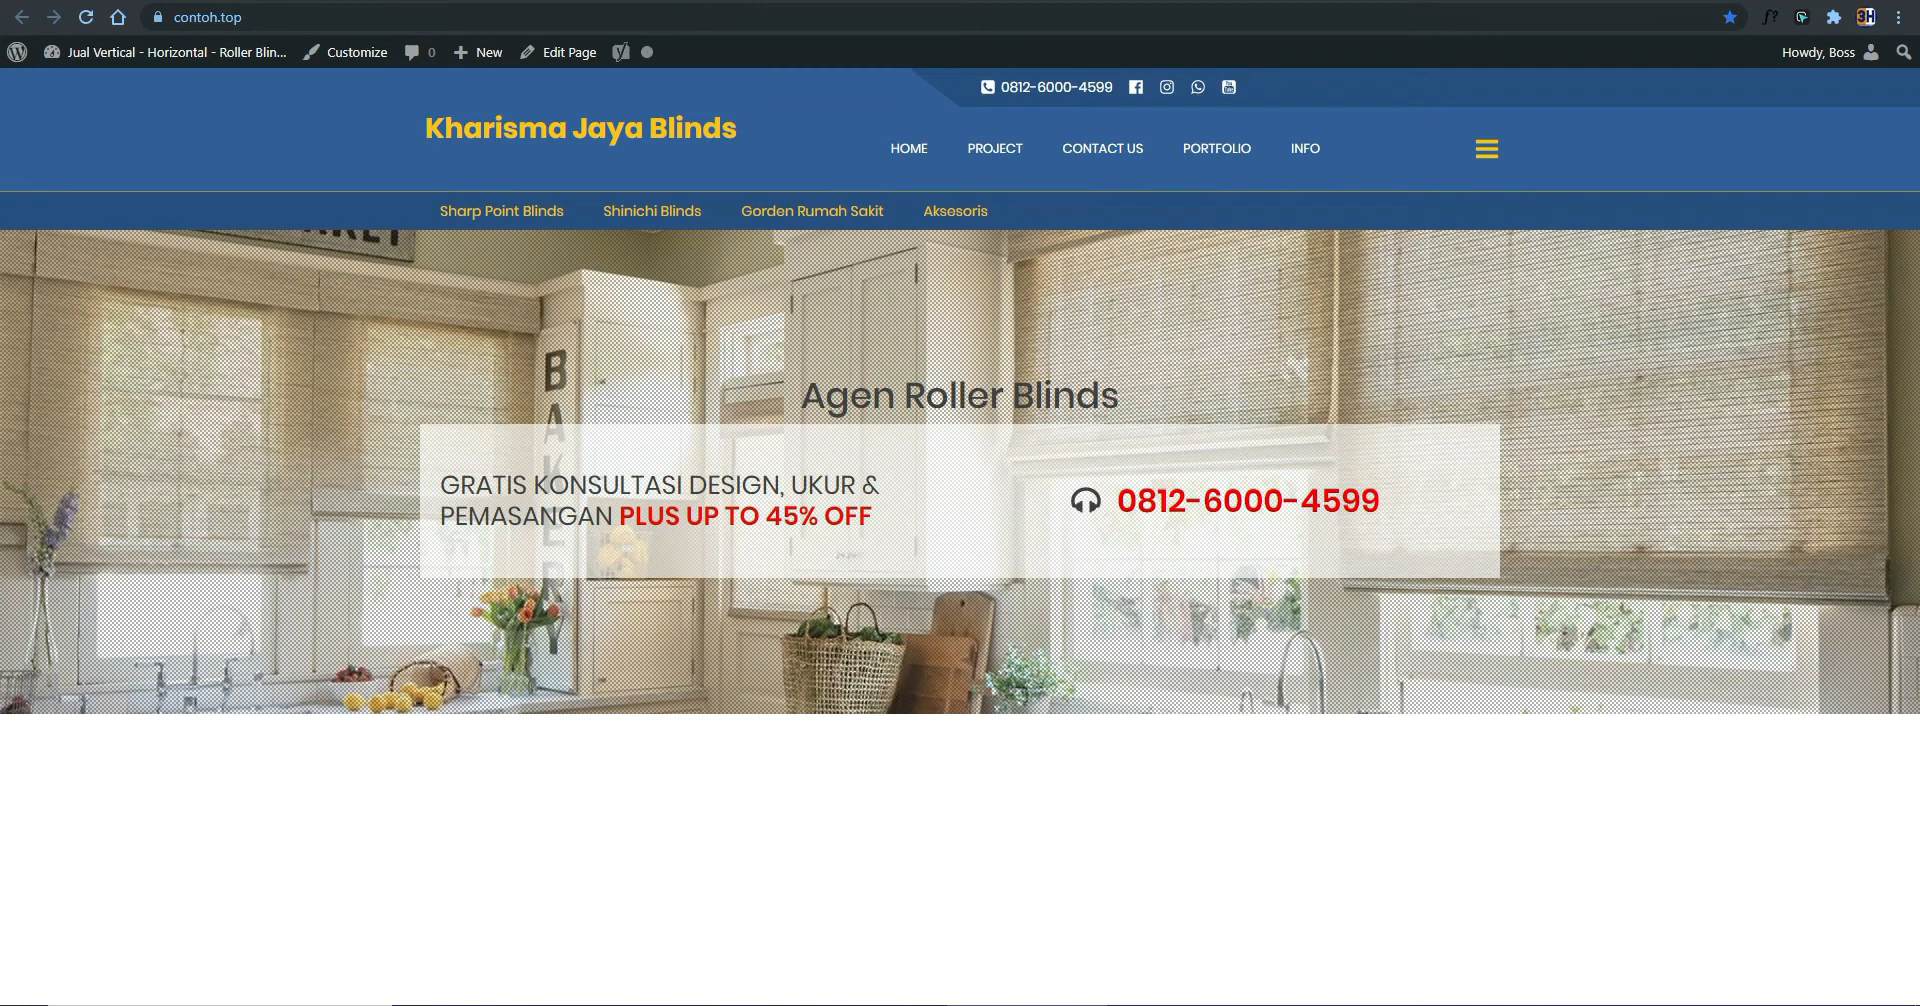 contoh.top
f?
3H
Jual Vertical - Horizontal - Roller Blin...
Customize
0
New
Edit Page
Howdy, Boss
0812-6000-4599
Kharisma Jaya Blinds
HOME
PROJECT
CONTACT US
PORTFOLIO
INFO
Sharp Point Blinds
Shinichi Blinds
Gorden Rumah Sakit
Aksesoris
BAKERY
Agen Roller Blinds
GRATIS KONSULTASI DESIGN, UKUR &
PEMASANGAN PLUS UP TO 45% OFF
0812-6000-4599